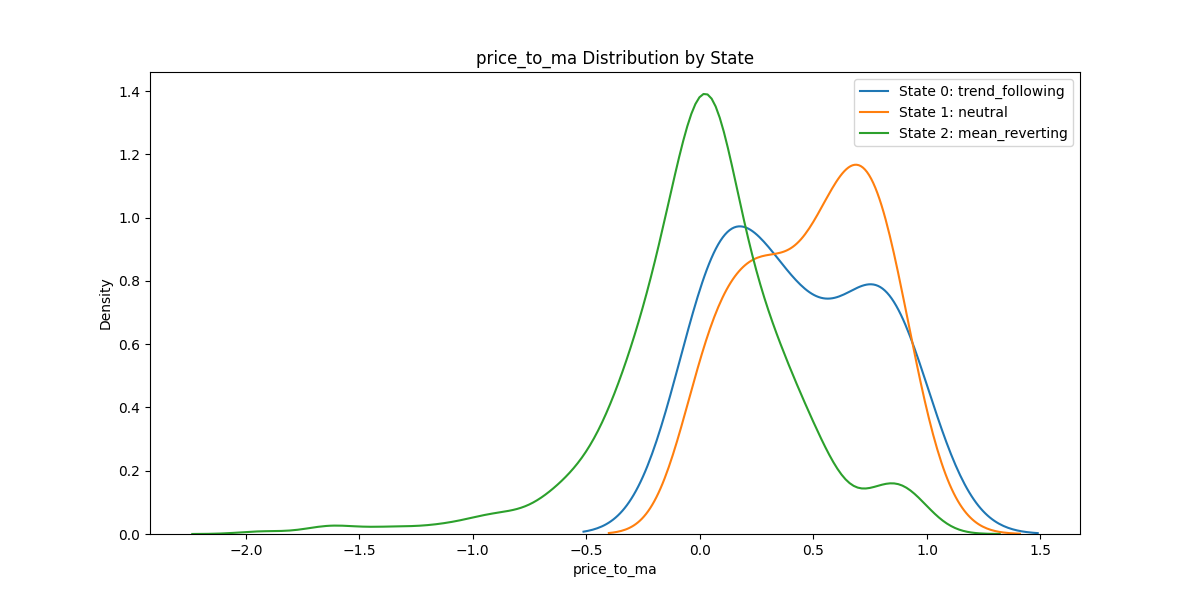 price_to_ma Distribution by State
State 0: trend_following
State 1: neutral
State 2: mean_reverting
Density
1.4
1.2
1.0
0.8
0.6
0.4
0.2
0.0
−2.0 −1.5 −1.0 −0.5 0.0 0.5 1.0 1.5
price_to_ma